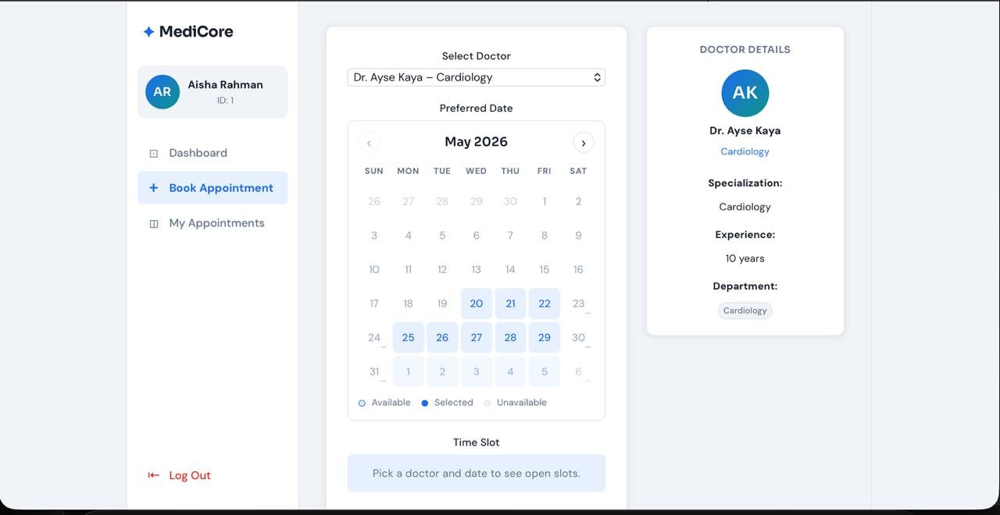 MediCore
AR
Aisha Rahman
ID: 1
Dashboard
Book Appointment
My Appointments
Log Out
Select Doctor
Dr. Ayse Kaya – Cardiology
Preferred Date
‹ May 2026 ›
SUN MON TUE WED THU FRI SAT
26 27 28 29 30 1 2
3 4 5 6 7 8 9
10 11 12 13 14 15 16
17 18 19 20 21 22 23 _
24 _ 25 26 27 28 29 30 _
31 _ 1 2 3 4 5 6 _
Available Selected Unavailable
Time Slot
Pick a doctor and date to see open slots.
DOCTOR DETAILS
AK
Dr. Ayse Kaya
Cardiology
Specialization:
Cardiology
Experience:
10 years
Department:
Cardiology